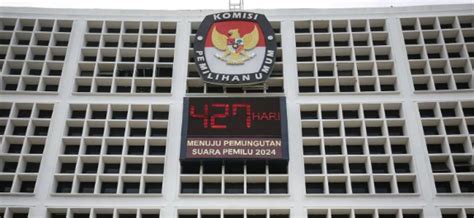 KOMISI
PEMILIHAN UMUM
427 HARI
MENUJU PEMUNGUTAN
SUARA PEMILU 2024